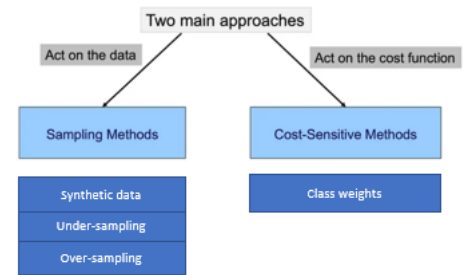 Two main approaches
Act on the data
Act on the cost function
Sampling Methods
Cost-Sensitive Methods
Synthetic data
Class weights
Under-sampling
Over-sampling